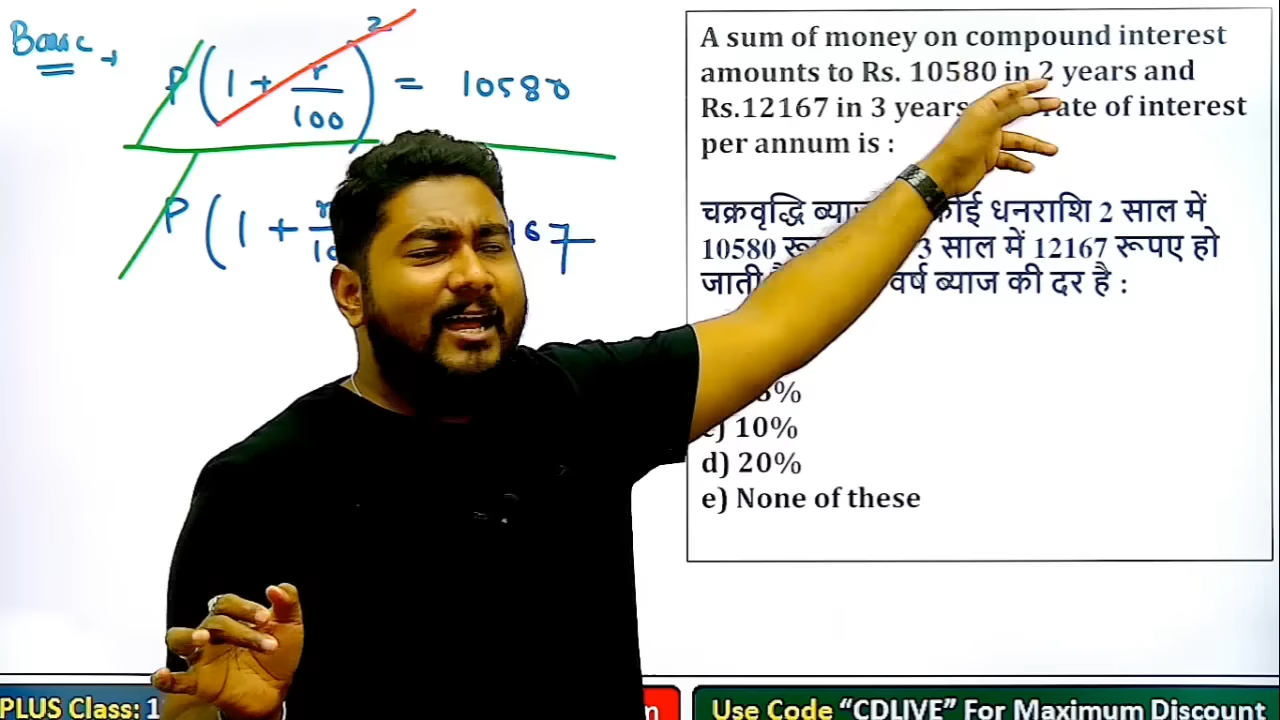 Basic →
P(1 + r/100)² = 10580
P(1 + 67
A sum of money on compound interest
amounts to Rs. 10580 in 2 years and
Rs.12167 in 3 years rate of interest
per annum is :
चक्रवृद्धि कोई धनराशि 2 साल में
10580 3 साल में 12167 रूपए हो
जाती वर्ष ब्याज की दर है :
%
10%
d) 20%
e) None of these
PLUS Class: 1
Use Code “CDLIVE” For Maximum Discount